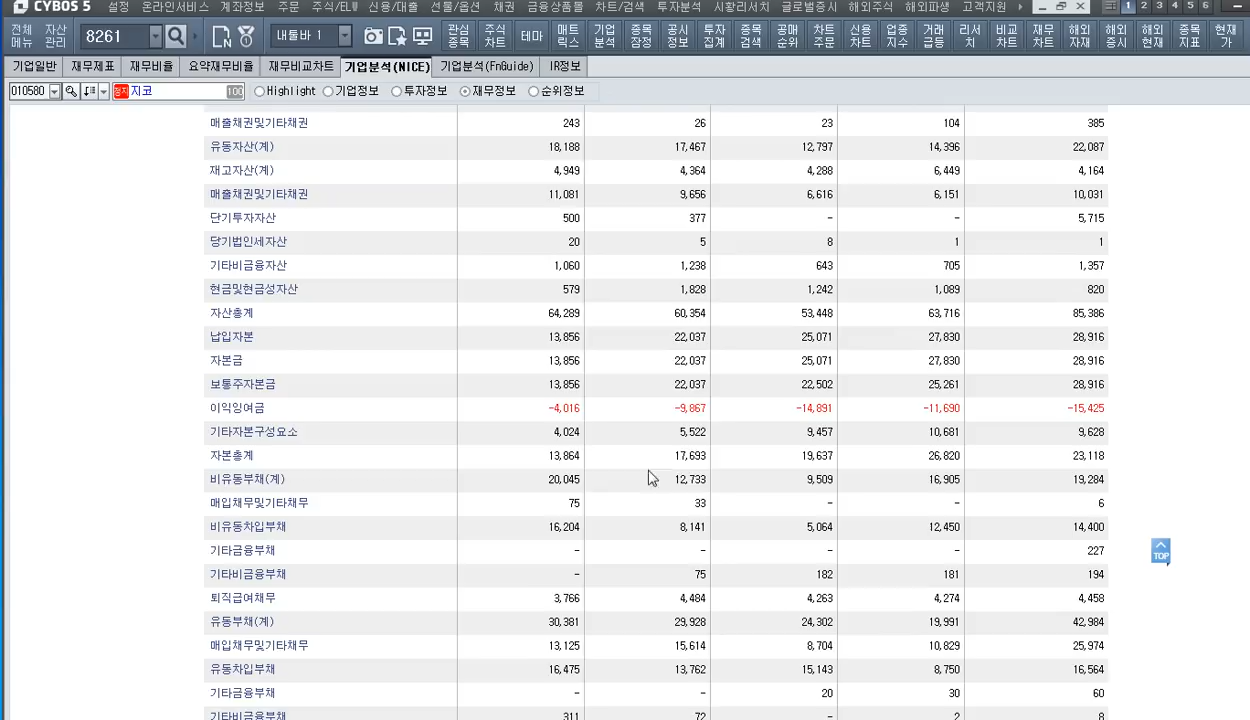 CYBOS 5 설정 온라인서비스 계좌정보 주문 주식/ELW 신용/대출 선물/옵션 채권 금융상품몰 차트/검색 투자분석 시황리서치 글로벌증시 해외주식 해외파생 고객지원 1 2 3 4 5 6
전체메뉴 자산관리 8261 내툴바 1 관심종목 주식차트 테마 매트릭스 기업분석 종목잠정 공시정보 투자집계 종목검색 공매순위 차트주문 신용차트 업종지수 거래급등 리서치 비교차트 재무차트 해외자재 해외증시 해외현재 종목지표 현재가
기업일반 재무제표 재무비율 요약재무비율 재무비교차트 기업분석(NICE) 기업분석(FnGuide) IR정보
010580 정지 지코 100 Highlight 기업정보 투자정보 재무정보 순위정보
매출채권및기타채권 243 26 23 104 385
유동자산(계) 18,188 17,467 12,797 14,396 22,087
재고자산(계) 4,949 4,364 4,288 6,449 4,164
매출채권및기타채권 11,081 9,656 6,616 6,151 10,031
단기투자자산 500 377 - - 5,715
당기법인세자산 20 5 8 1 1
기타비금융자산 1,060 1,238 643 705 1,357
현금및현금성자산 579 1,828 1,242 1,089 820
자산총계 64,289 60,354 53,448 63,716 85,386
납입자본 13,856 22,037 25,071 27,830 28,916
자본금 13,856 22,037 25,071 27,830 28,916
보통주자본금 13,856 22,037 22,502 25,261 28,916
이익잉여금 -4,016 -9,867 -14,891 -11,690 -15,425
기타자본구성요소 4,024 5,522 9,457 10,681 9,628
자본총계 13,864 17,693 19,637 26,820 23,118
비유동부채(계) 20,045 12,733 9,509 16,905 19,284
매입채무및기타채무 75 33 - - 6
비유동차입부채 16,204 8,141 5,064 12,450 14,400
기타금융부채 - - - - 227
기타비금융부채 - 75 182 181 194
퇴직급여채무 3,766 4,484 4,263 4,274 4,458
유동부채(계) 30,381 29,928 24,302 19,991 42,984
매입채무및기타채무 13,125 15,614 8,704 10,829 25,974
유동차입부채 16,475 13,762 15,143 8,750 16,564
기타금융부채 - - 20 30 60
기타비금융부채 311 72 - 2 8
TOP